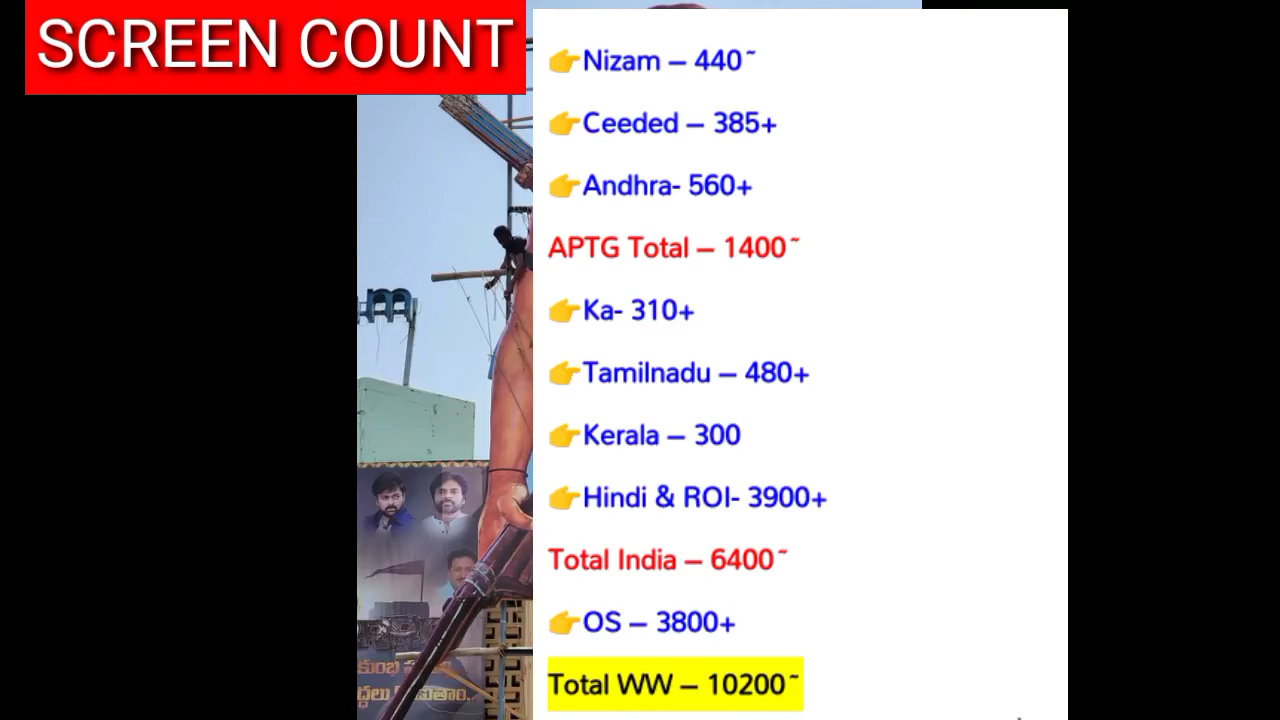 SCREEN COUNT
👉Nizam – 440~
👉Ceeded – 385+
👉Andhra- 560+
APTG Total – 1400~
👉Ka- 310+
👉Tamilnadu – 480+
👉Kerala – 300
👉Hindi & ROI- 3900+
Total India – 6400~
👉OS – 3800+
Total WW – 10200~
m